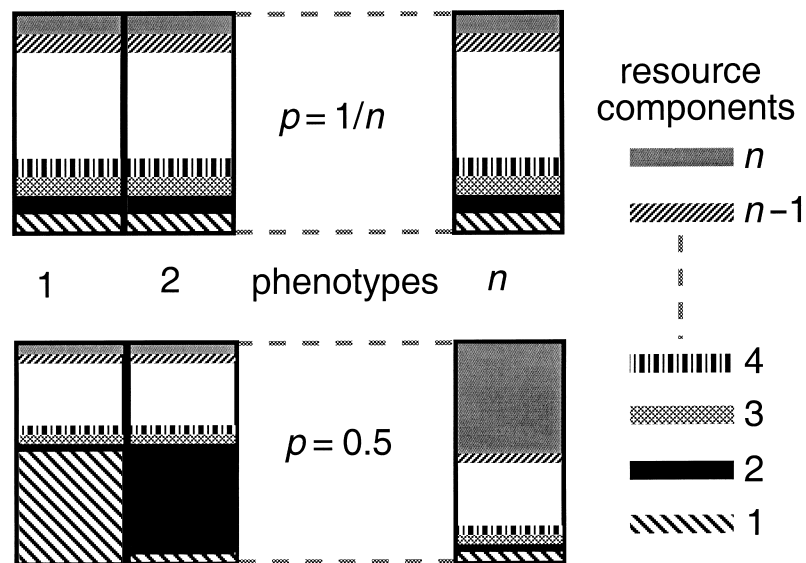 resource
components
p = 1/n
n
n–1
1 2 phenotypes n
4
3
p = 0.5
2
1